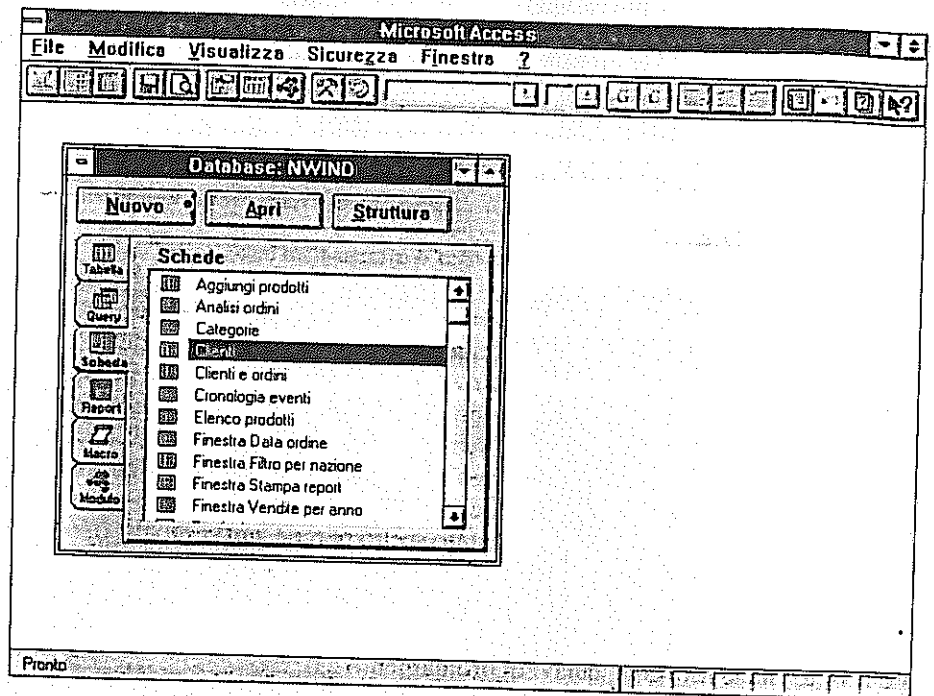 Microsoft Access
File Modifica Visualizza Sicurezza Finestra ?
G C
Database: NWIND
Nuovo Apri Struttura
Schede
Tabella
Query
Scheda
Report
Macro
Modulo
Aggiungi prodotti
Analisi ordini
Categorie
Clienti
Clienti e ordini
Cronologia eventi
Elenco prodotti
Finestra Data ordine
Finestra Filtro per nazione
Finestra Stampa report
Finestra Vendite per anno
Pronto